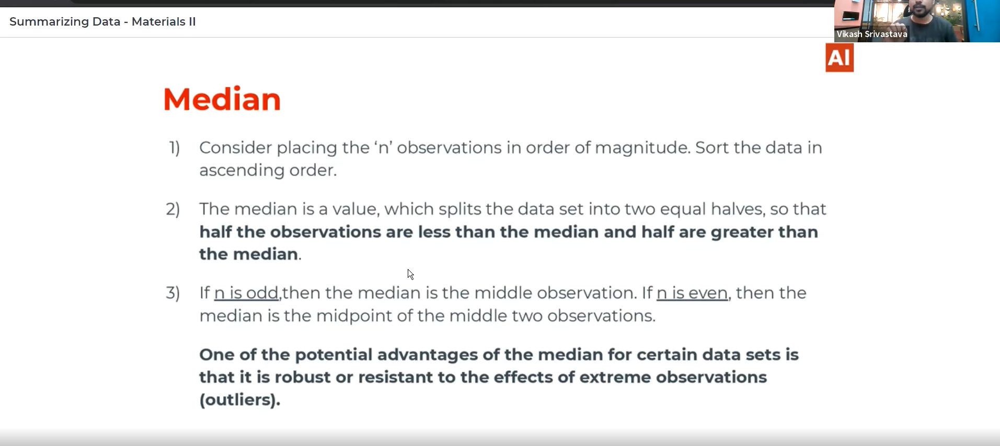 Summarizing Data - Materials II
Vikash Srivastava
AI
Median
1) Consider placing the ‘n’ observations in order of magnitude. Sort the data in
ascending order.
2) The median is a value, which splits the data set into two equal halves, so that
half the observations are less than the median and half are greater than
the median.
3) If n is odd,then the median is the middle observation. If n is even, then the
median is the midpoint of the middle two observations.
One of the potential advantages of the median for certain data sets is
that it is robust or resistant to the effects of extreme observations
(outliers).